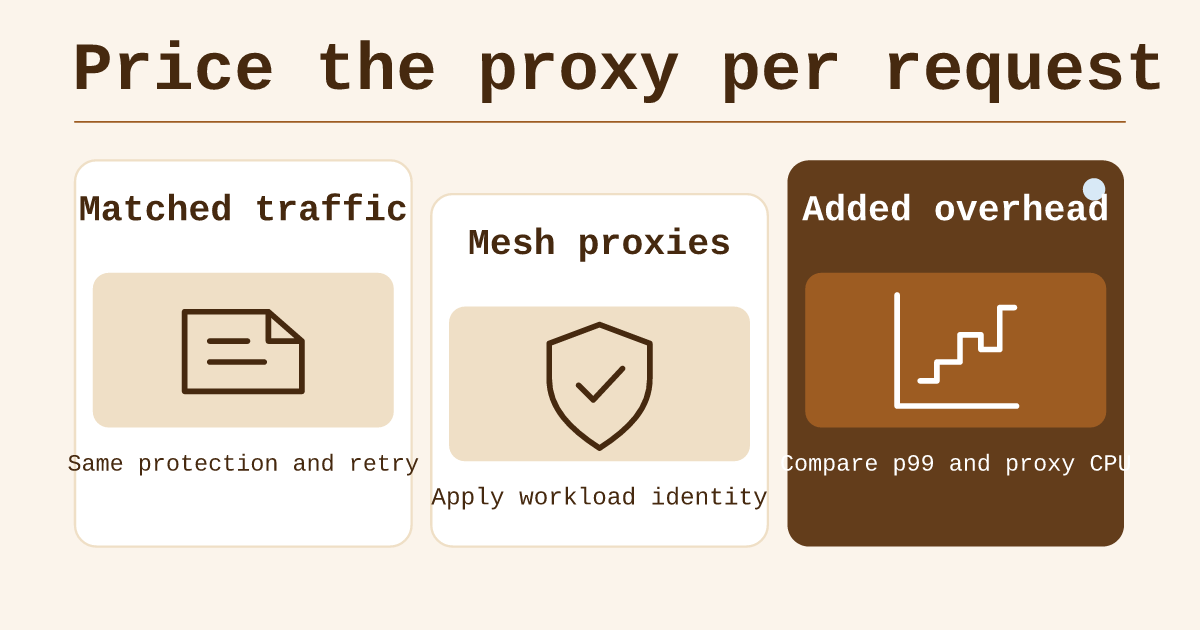 Price the proxy per request
Matched traffic
Same protection and retry
Mesh proxies
Apply workload identity
Added overhead
Compare p99 and proxy CPU